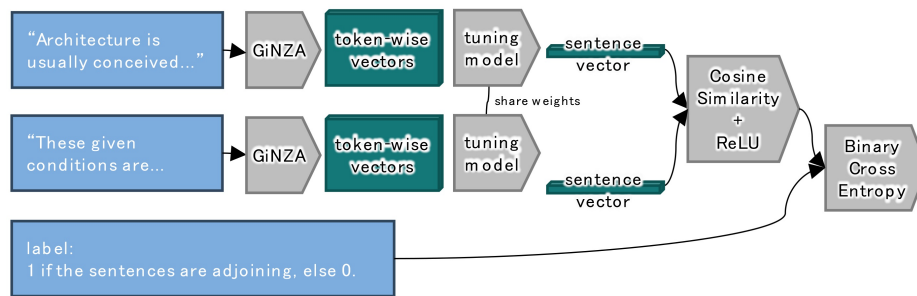 “Architecture is
usually conceived...”
GiNZA
token-wise
vectors
tuning
model
sentence
vector
share weights
Cosine
Similarity
+
ReLU
“These given
conditions are...
GiNZA
token-wise
vectors
tuning
model
sentence
vector
Binary
Cross
Entropy
label:
1 if the sentences are adjoining, else 0.